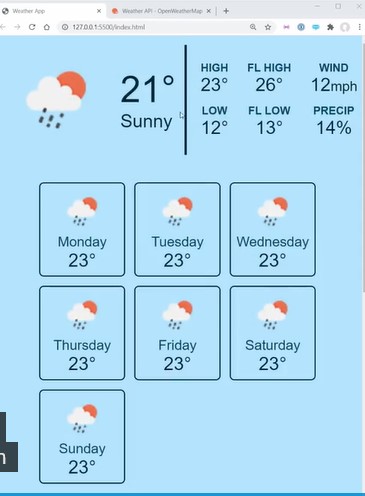 Weather App
Weather API - OpenWeatherMap
127.0.0.1:5500/index.html
21°
Sunny
HIGH FL HIGH WIND
23° 26° 12mph
LOW FL LOW PRECIP
12° 13° 14%
Monday Tuesday Wednesday
23° 23° 23°
Thursday Friday Saturday
23° 23° 23°
Sunday
23°